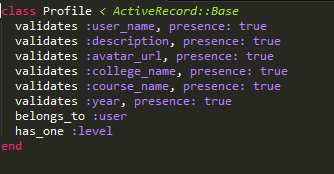 class Profile < ActiveRecord::Base
  validates :user_name, presence: true
  validates :description, presence: true
  validates :avatar_url, presence: true
  validates :college_name, presence: true
  validates :course_name, presence: true
  validates :year, presence: true
  belongs_to :user
  has_one :level
end